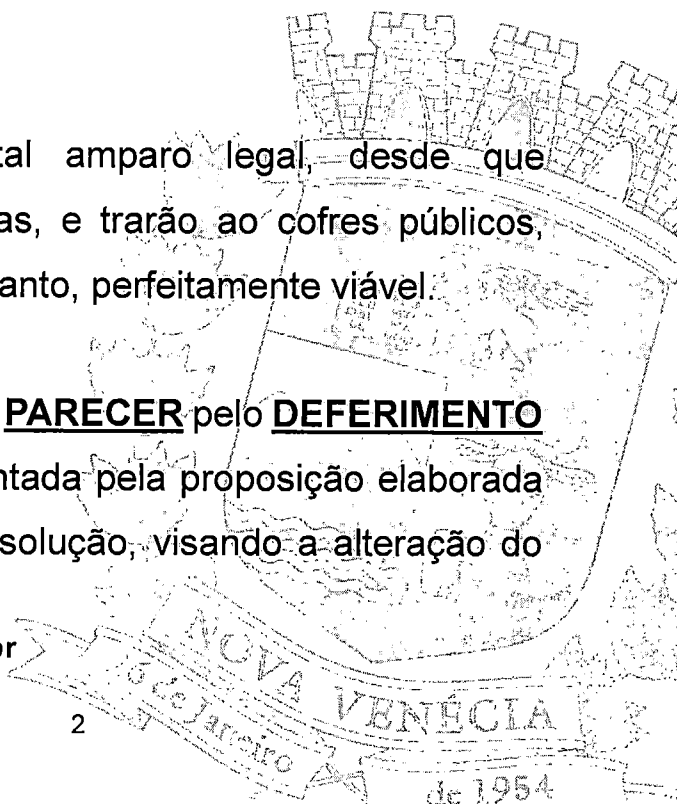 tal amparo legal, desde que
as, e trarão ao cofres públicos,
anto, perfeitamente viável.
PARECER pelo DEFERIMENTO
ntada pela proposição elaborada
solução, visando a alteração do
or
2
NOVA VENÉCIA
6 de Janeiro
de 1954